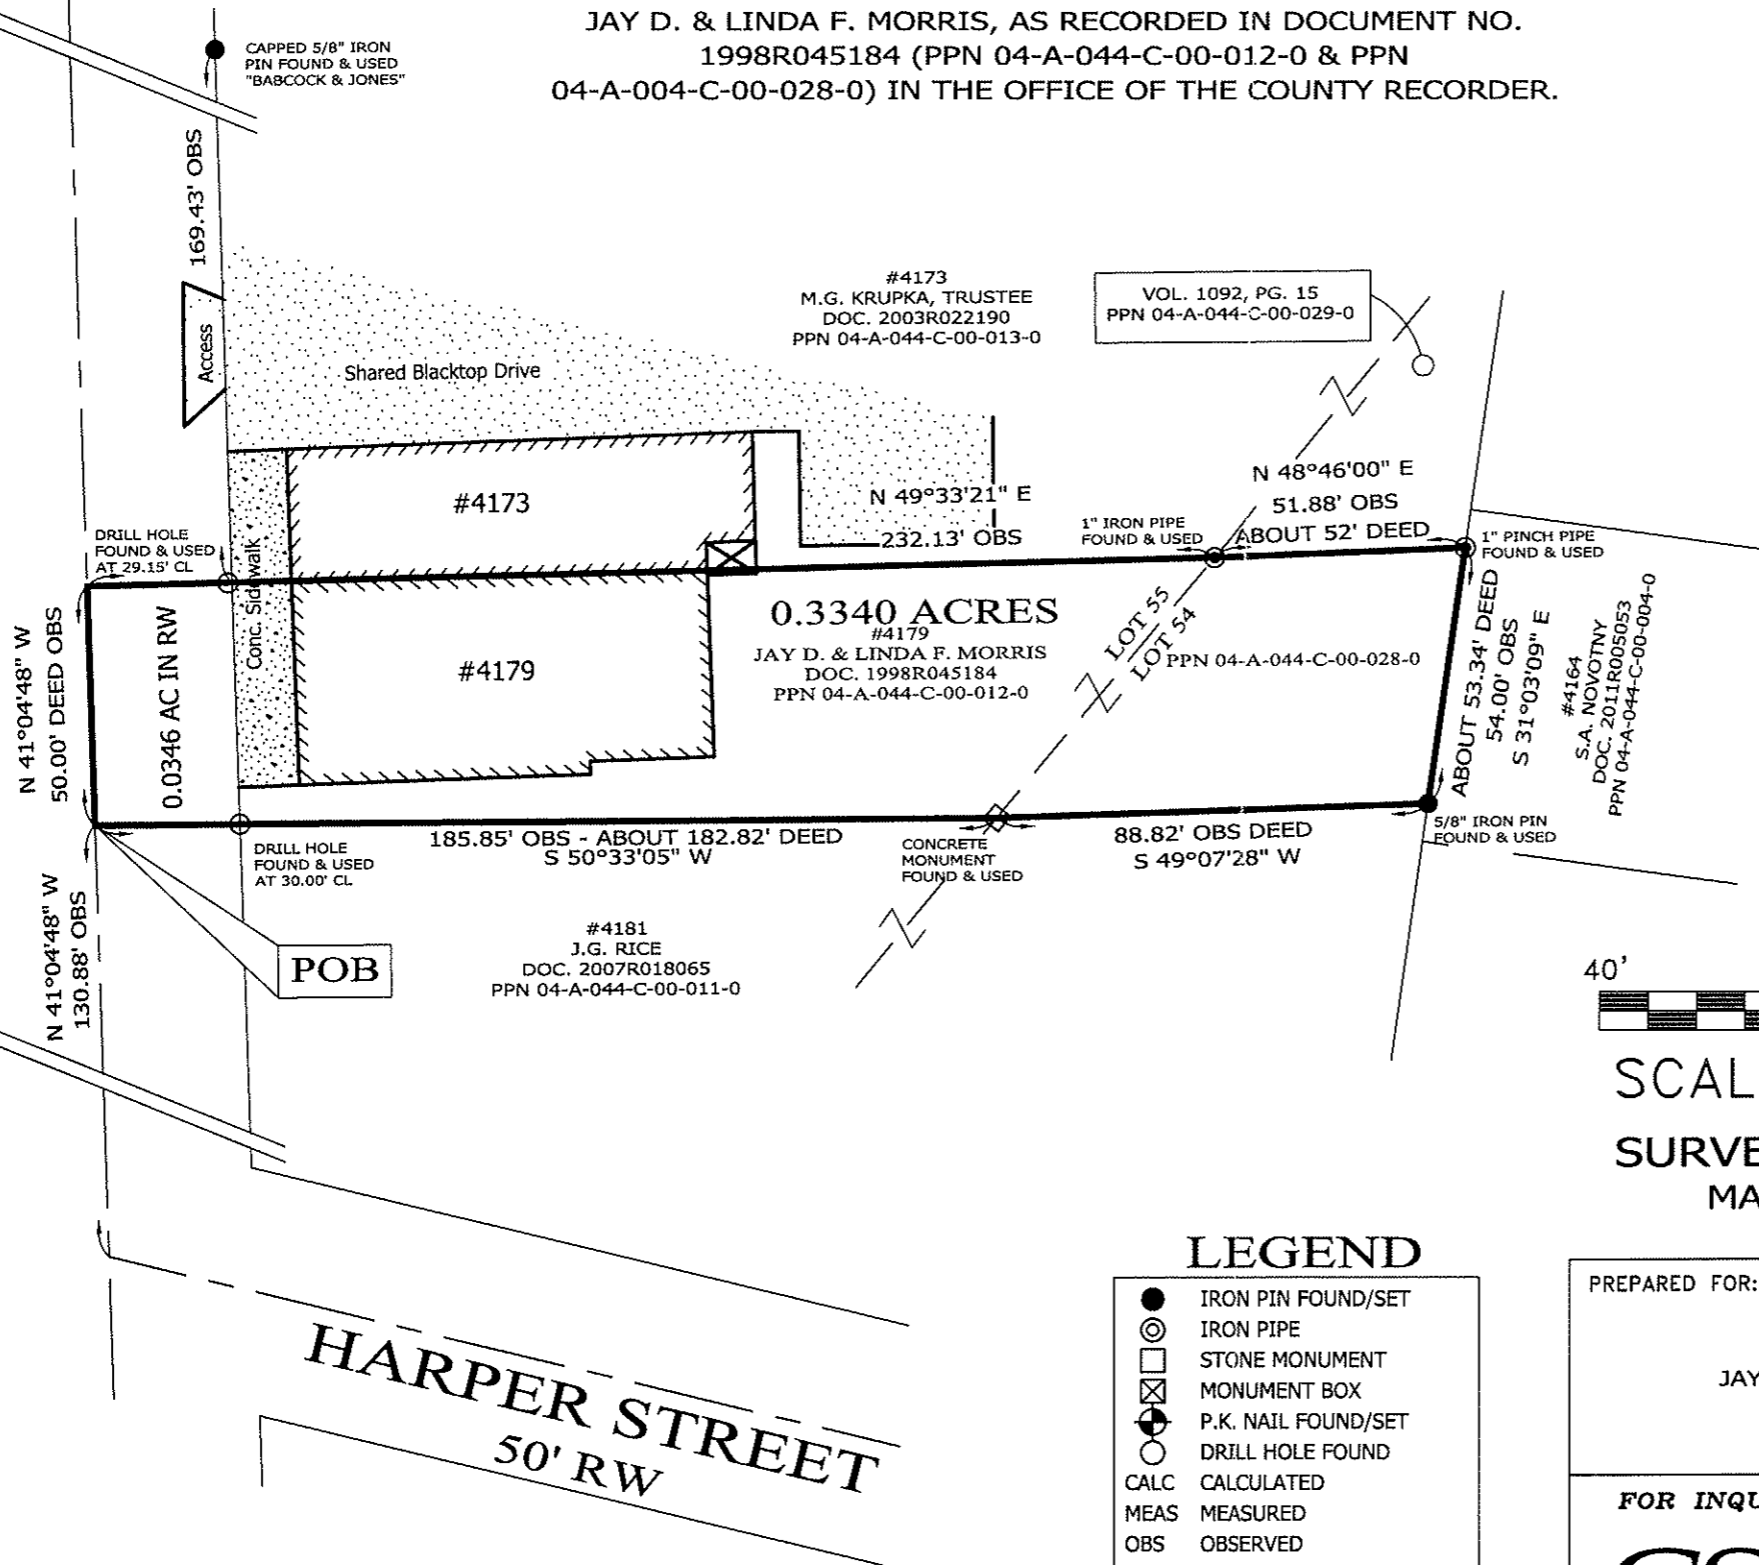 JAY D. & LINDA F. MORRIS, AS RECORDED IN DOCUMENT NO.
1998R045184 (PPN 04-A-044-C-00-012-0 & PPN
04-A-004-C-00-028-0) IN THE OFFICE OF THE COUNTY RECORDER.
CAPPED 5/8" IRON
PIN FOUND & USED
"BABCOCK & JONES"
169.43' OBS
Access
Shared Blacktop Drive
#4173
M.G. KRUPKA, TRUSTEE
DOC. 2003R022190
PPN 04-A-044-C-00-013-0
VOL. 1092, PG. 15
PPN 04-A-044-C-00-029-0
#4173
N 49°33'21" E
232.13' OBS
N 48°46'00" E
51.88' OBS
ABOUT 52' DEED
1" IRON PIPE
FOUND & USED
1" PINCH PIPE
FOUND & USED
DRILL HOLE
FOUND & USED
AT 29.15' CL
Conc. Sidewalk
N 41°04'48" W
50.00' DEED OBS
0.0346 AC IN RW
#4179
0.3340 ACRES
#4179
JAY D. & LINDA F. MORRIS
DOC. 1998R045184
PPN 04-A-044-C-00-012-0
LOT 55
LOT 54
PPN 04-A-044-C-00-028-0
ABOUT 53.34' DEED
54.00' OBS
S 31°03'09" E
#4164
S.A. NOVOTNY
DOC. 2011R005053
PPN 04-A-044-C-00-004-0
185.85' OBS - ABOUT 182.82' DEED
S 50°33'05" W
DRILL HOLE
FOUND & USED
AT 30.00' CL
CONCRETE
MONUMENT
FOUND & USED
88.82' OBS DEED
S 49°07'28" W
5/8" IRON PIN
FOUND & USED
N 41°04'48" W
130.88' OBS
POB
#4181
J.G. RICE
DOC. 2007R018065
PPN 04-A-044-C-00-011-0
40'
SCAL
SURVE
MA
HARPER STREET
50' RW
LEGEND
IRON PIN FOUND/SET
IRON PIPE
STONE MONUMENT
MONUMENT BOX
P.K. NAIL FOUND/SET
DRILL HOLE FOUND
CALC CALCULATED
MEAS MEASURED
OBS OBSERVED
PREPARED FOR:
JAY
FOR INQU